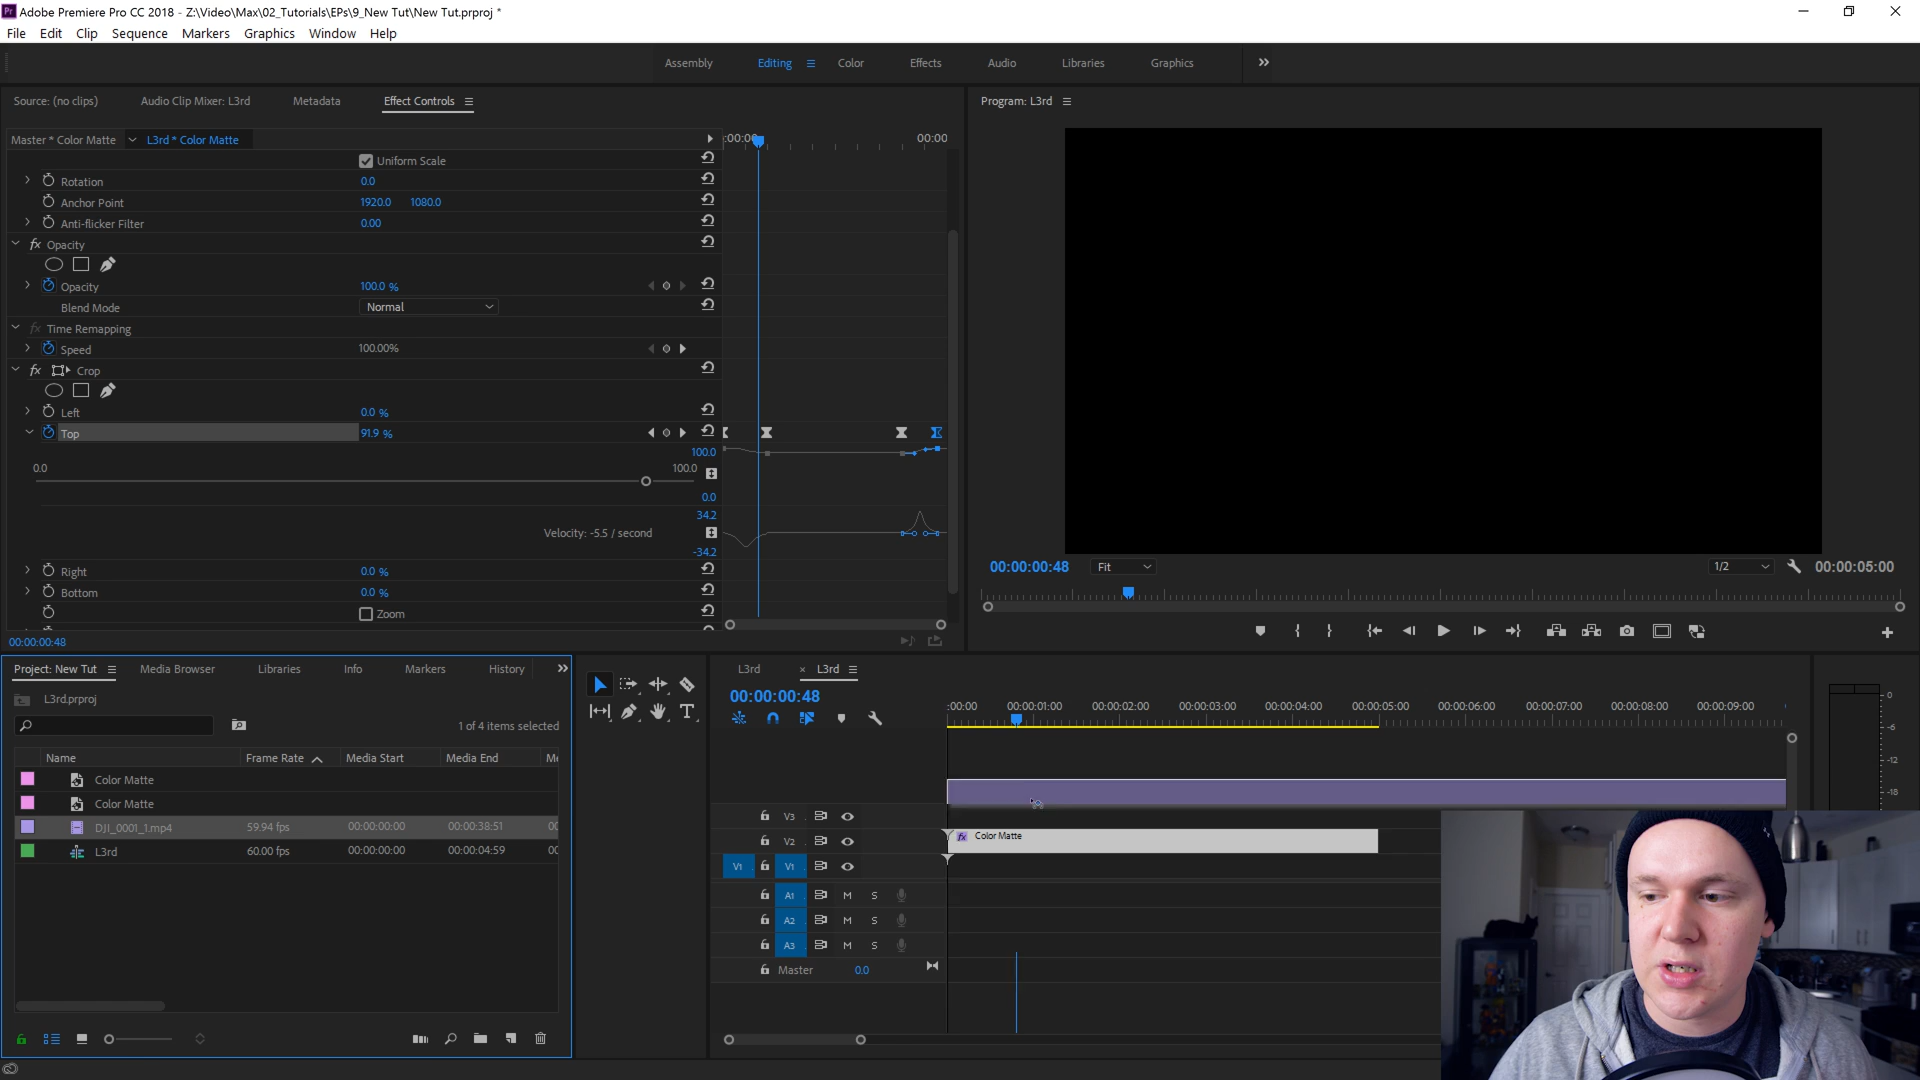 Adobe Premiere Pro CC 2018 - Z:\Video\Max\02_Tutorials\EPs\9_New Tut\New Tut.prproj *
File Edit Clip Sequence Markers Graphics Window Help
Assembly Editing Color Effects Audio Libraries Graphics
Source: (no clips) Audio Clip Mixer: L3rd Metadata Effect Controls
Program: L3rd
Master * Color Matte L3rd * Color Matte
:00:00 00:00
Uniform Scale
Rotation 0.0
Anchor Point 1920.0 1080.0
Anti-flicker Filter 0.00
fx Opacity
Opacity 100.0 %
Blend Mode Normal
fx Time Remapping
Speed 100.00%
fx Crop
Left 0.0 %
Top 91.9 %
100.0
0.0 100.0
0.0
34.2
Velocity: -5.5 / second
-34.2
Right 0.0 %
Bottom 0.0 %
Zoom
00:00:00:48
00:00:00:48 Fit 1/2 00:00:05:00
Project: New Tut Media Browser Libraries Info Markers History
L3rd.prproj
1 of 4 items selected
Name Frame Rate Media Start Media End Me
Color Matte
Color Matte
DJI_0001_1.mp4 59.94 fps 00:00:00:00 00:00:38:51 00
L3rd 60.00 fps 00:00:00:00 00:00:04:59 00
L3rd × L3rd
00:00:00:48
:00:00 00:00:01:00 00:00:02:00 00:00:03:00 00:00:04:00 00:00:05:00 00:00:06:00 00:00:07:00 00:00:08:00 00:00:09:00
V3
V2 fx Color Matte
V1 V1
A1 M S
A2 M S
A3 M S
Master 0.0
0
-6
-12
-18